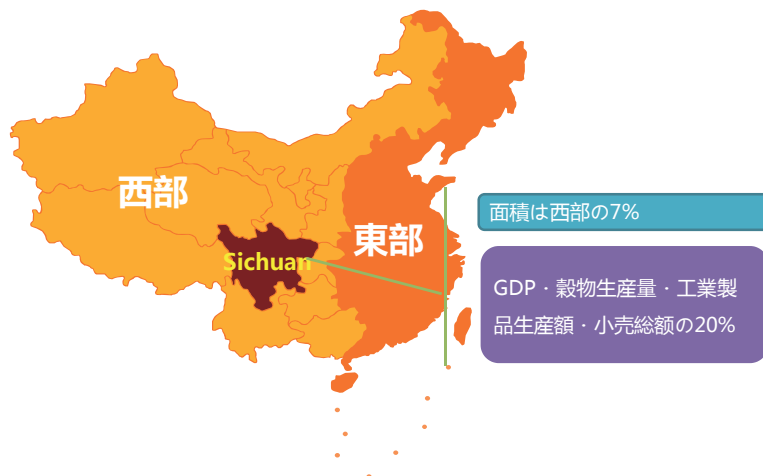 西部
東部
Sichuan
面積は西部の7%
GDP・穀物生産量・工業製
品生産額・小売総额の20%